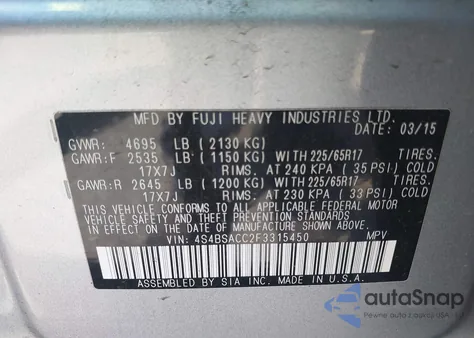 MFD BY FUJI HEAVY INDUSTRIES LTD.
DATE: 03/15
GVWR: 4695 LB (2130 KG)
GAWR:F 2535 LB (1150 KG) WITH 225/65R17 TIRES.
17X7J RIMS. AT 240 KPA (35 PSI) COLD
GAWR:R 2645 LB (1200 KG) WITH 225/65R17 TIRES.
17X7J RIMS. AT 230 KPA (33 PSI) COLD
THIS VEHICLE CONFORMS TO ALL APPLICABLE FEDERAL MOTOR
VEHICLE SAFETY AND BUMPER STANDARDS
IN EFFECT ON THE DATE OF MANUFACTURE SHOWN ABOVE.
VIN: 4S4BSACC2F3315450 MPV
ASSEMBLED BY SIA INC. MADE IN U.S.A.
autoSnap